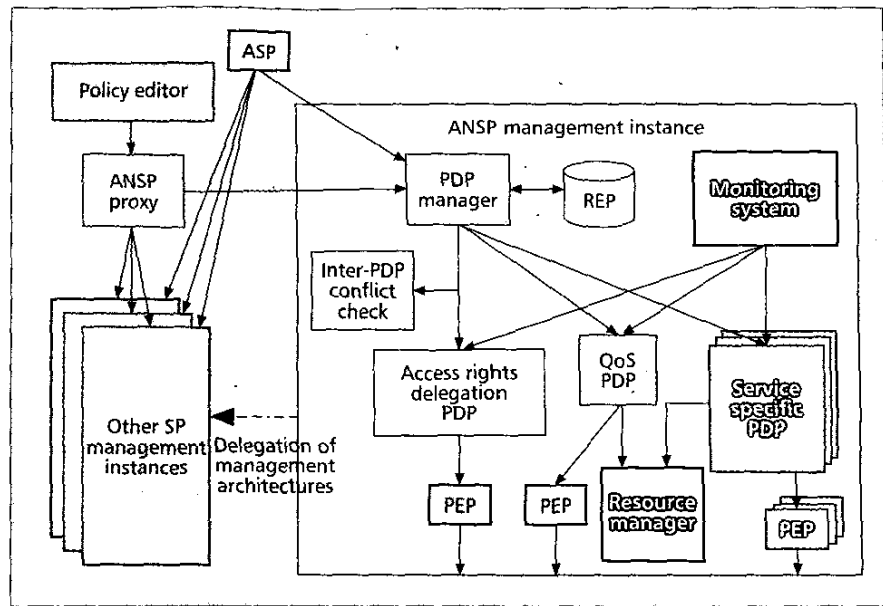 ASP
Policy editor
ANSP management instance
ANSP
proxy
PDP
manager
REP
Monitoring
system
Inter-PDP
conflict
check
Access rights
delegation
PDP
QoS
PDP
Service
specific
PDP
Other SP
management
instances
Delegation of
management
architectures
PEP
PEP
Resource
manager
PEP